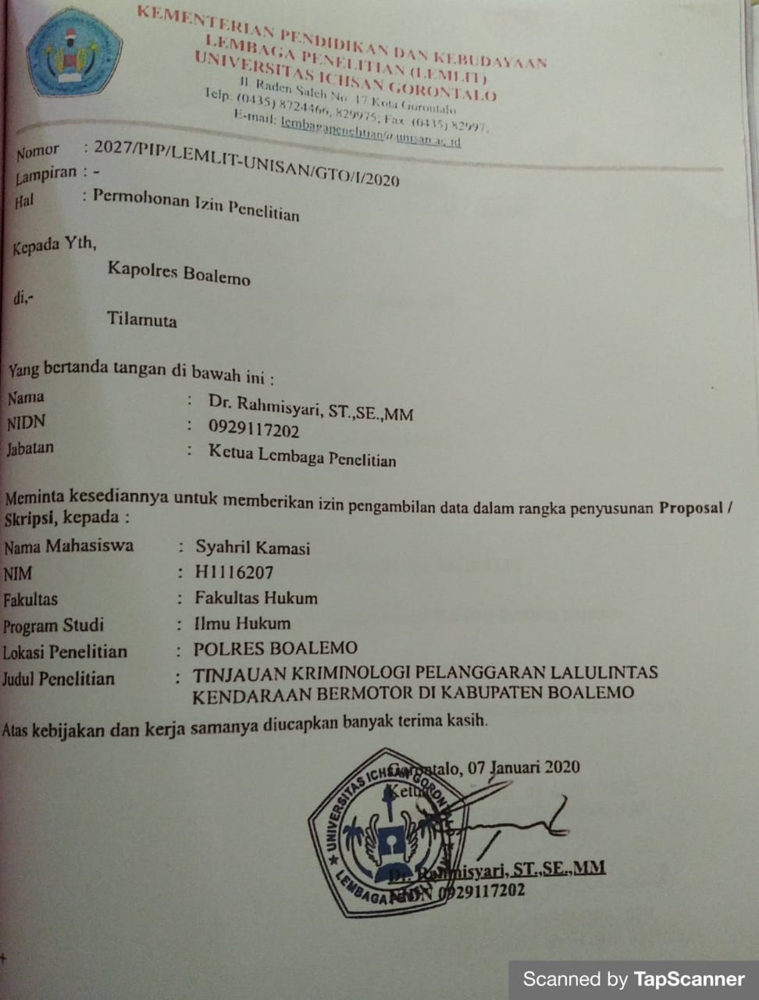 KEMENTERIAN PENDIDIKAN DAN KEBUDAYAAN
LEMBAGA PENELITIAN (LEMLIT)
UNIVERSITAS ICHSAN GORONTALO
Jl. Raden Saleh No. 17 Kota Gorontalo
Telp: (0435) 8724466, 829975, Fax. (0435) 82997,
E-mail: lembagapenelitian@unisan.ac.id
Nomor : 2027/PIP/LEMLIT-UNISAN/GTO/I/2020
Lampiran : -
Hal : Permohonan Izin Penelitian
Kepada Yth,
Kapolres Boalemo
di,-
Tilamuta
Yang bertanda tangan di bawah ini :
Nama : Dr. Rahmisyari, ST.,SE.,MM
NIDN : 0929117202
Jabatan : Ketua Lembaga Penelitian
Meminta kesediannya untuk memberikan izin pengambilan data dalam rangka penyusunan Proposal /
Skripsi, kepada :
Nama Mahasiswa : Syahril Kamasi
NIM : H1116207
Fakultas : Fakultas Hukum
Program Studi : Ilmu Hukum
Lokasi Penelitian : POLRES BOALEMO
Judul Penelitian : TINJAUAN KRIMINOLOGI PELANGGARAN LALULINTAS
KENDARAAN BERMOTOR DI KABUPATEN BOALEMO
Atas kebijakan dan kerja samanya diucapkan banyak terima kasih.
Gorontalo, 07 Januari 2020
Ketua
UNIVERSITAS ICHSAN GORONTALO
LEMBAGA
Dr. Rahmisyari, ST.,SE.,MM
NIDN 0929117202
Scanned by TapScanner